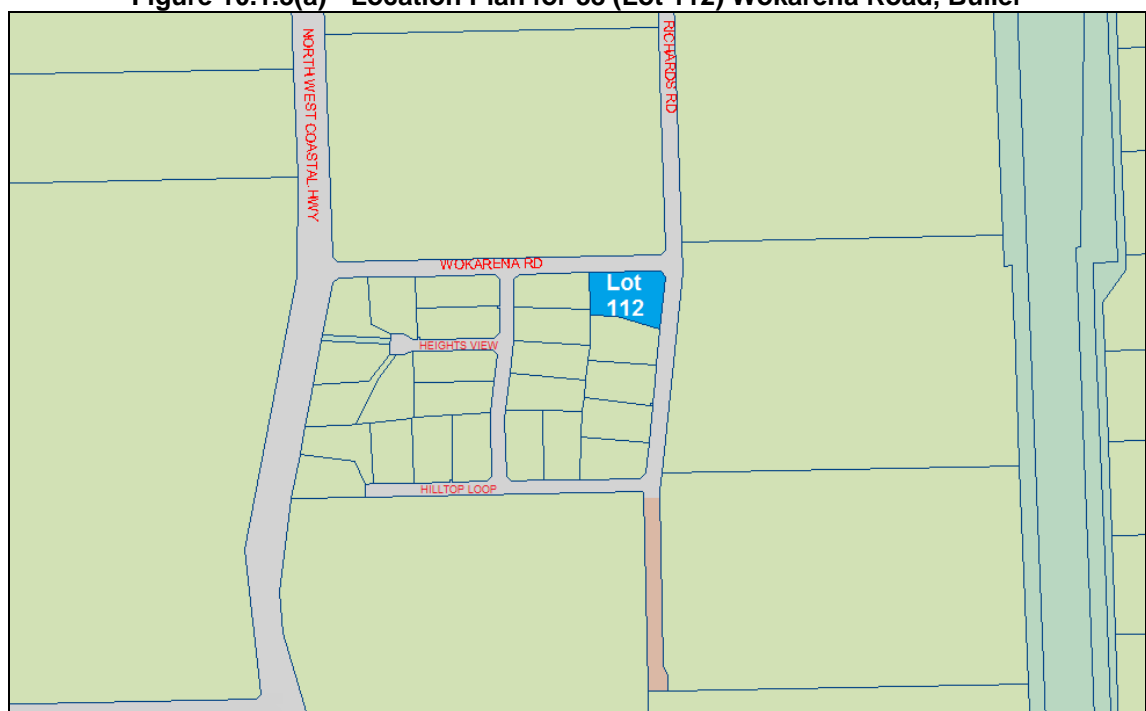 Figure - Location Plan for (Lot 112) Wokarena Road, Buller
NORTH WEST COASTAL HWY
RICHARDS RD
WOKARENA RD
Lot
112
HEIGHTS VIEW
HILLTOP LOOP